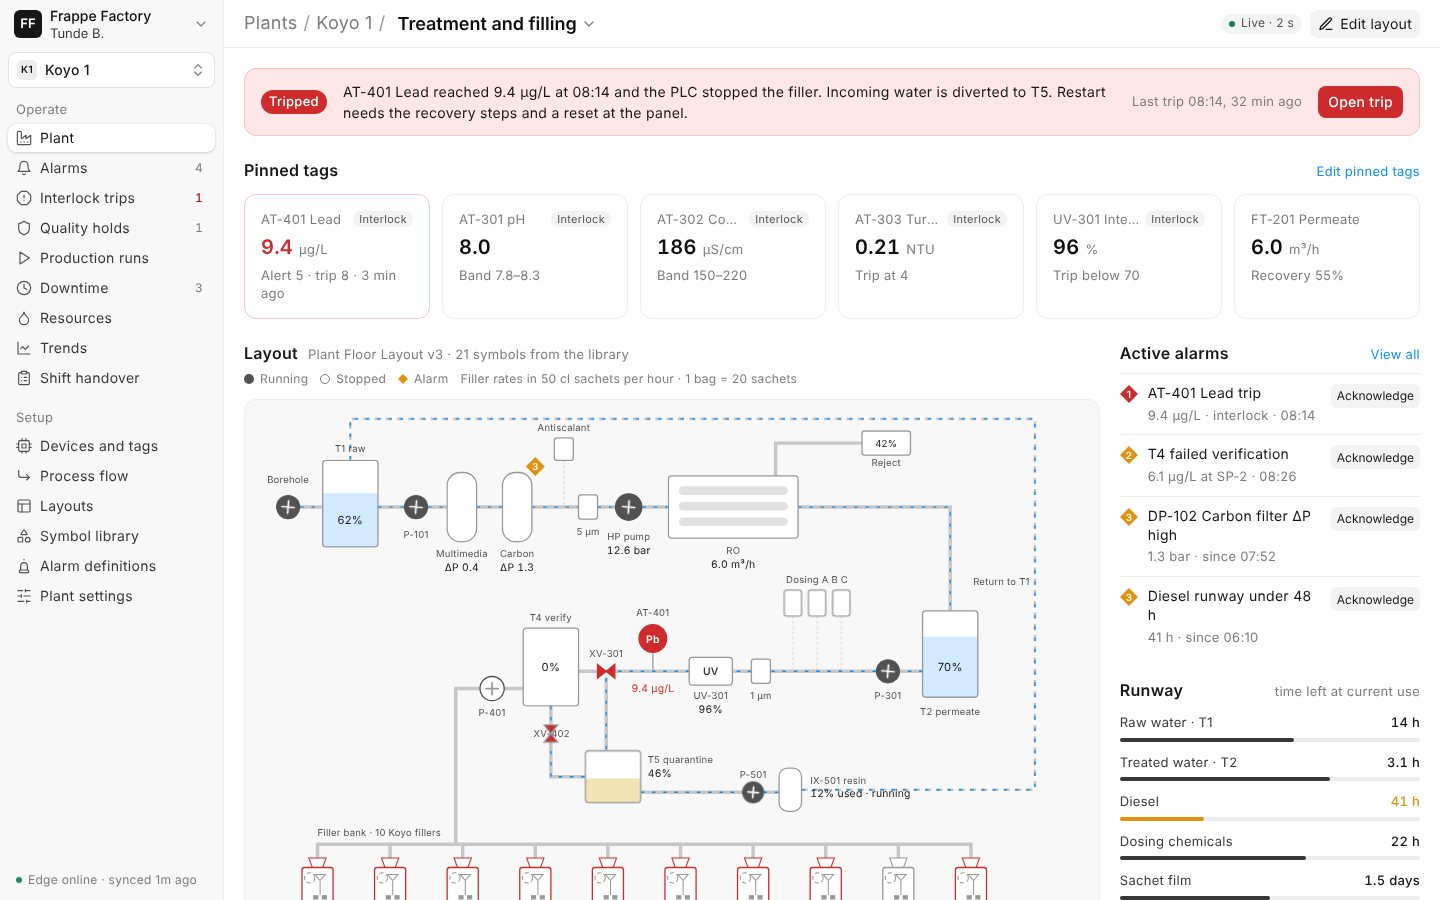 FF
Frappe Factory
Tunde B.
K1
Koyo 1
Operate
Plant
Alarms
4
Interlock trips
1
Quality holds
1
Production runs
Downtime
3
Resources
Trends
Shift handover
Setup
Devices and tags
Process flow
Layouts
Symbol library
Alarm definitions
Plant settings
Edge online · synced 1m ago
Plants / Koyo 1 / Treatment and filling
Live · 2 s
Edit layout
Tripped
AT-401 Lead reached 9.4 µg/L at 08:14 and the PLC stopped the filler. Incoming water is diverted to T5. Restart
needs the recovery steps and a reset at the panel.
Last trip 08:14, 32 min ago
Open trip
Pinned tags
Edit pinned tags
AT-401 Lead
Interlock
9.4 µg/L
Alert 5 · trip 8 · 3 min
ago
AT-301 pH
Interlock
8.0
Band 7.8–8.3
AT-302 Co...
Interlock
186 µS/cm
Band 150–220
AT-303 Tur...
Interlock
0.21 NTU
Trip at 4
UV-301 Inte...
Interlock
96 %
Trip below 70
FT-201 Permeate
6.0 m³/h
Recovery 55%
Layout
Plant Floor Layout v3 · 21 symbols from the library
Running
Stopped
Alarm
Filler rates in 50 cl sachets per hour · 1 bag = 20 sachets
Antiscalant
T1 raw
42%
Reject
3
Borehole
62%
P-101
5 µm
HP pump
12.6 bar
Multimedia
ΔP 0.4
Carbon
ΔP 1.3
RO
6.0 m³/h
Dosing A B C
Return to T1
AT-401
T4 verify
Pb
XV-301
0%
UV
70%
9.4 µg/L
UV-301
96%
1 µm
P-301
P-401
T2 permeate
XV-402
T5 quarantine
46%
P-501
IX-501 resin
12% used · running
Filler bank · 10 Koyo fillers
Active alarms
View all
1
AT-401 Lead trip
9.4 µg/L · interlock · 08:14
Acknowledge
2
T4 failed verification
6.1 µg/L at SP-2 · 08:26
Acknowledge
3
DP-102 Carbon filter ΔP
high
1.3 bar · since 07:52
Acknowledge
3
Diesel runway under 48
h
41 h · since 06:10
Acknowledge
Runway
time left at current use
Raw water · T1
14 h
Treated water · T2
3.1 h
Diesel
41 h
Dosing chemicals
22 h
Sachet film
1.5 days